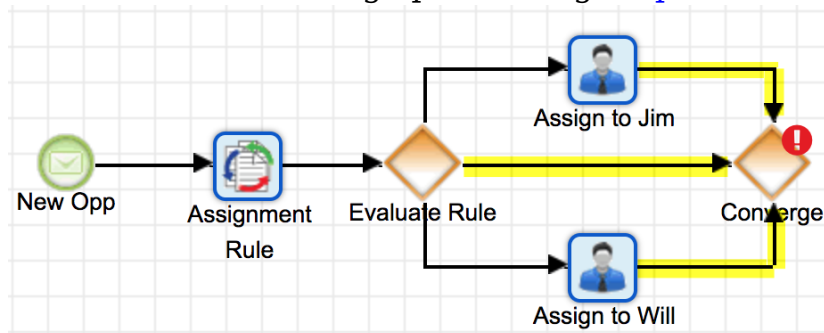 Assign to Jim
New Opp
Assignment
Rule
Evaluate Rule
Converge
Assign to Will